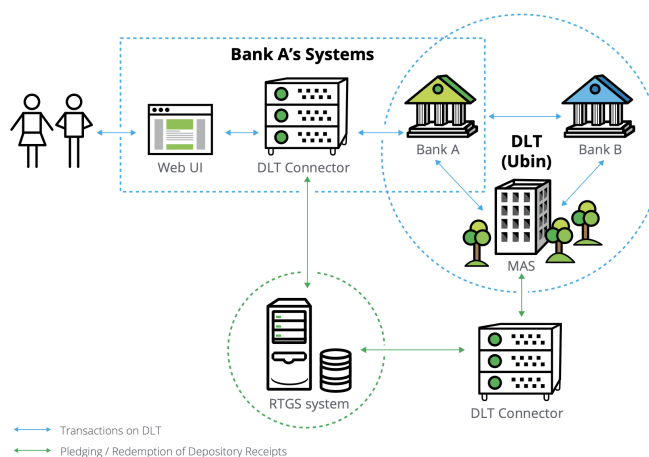 Bank A's Systems
Web UI
DLT Connector
Bank A
DLT
(Ubin)
Bank B
MAS
RTGS system
DLT Connector
Transactions on DLT
Pledging / Redemption of Depository Receipts